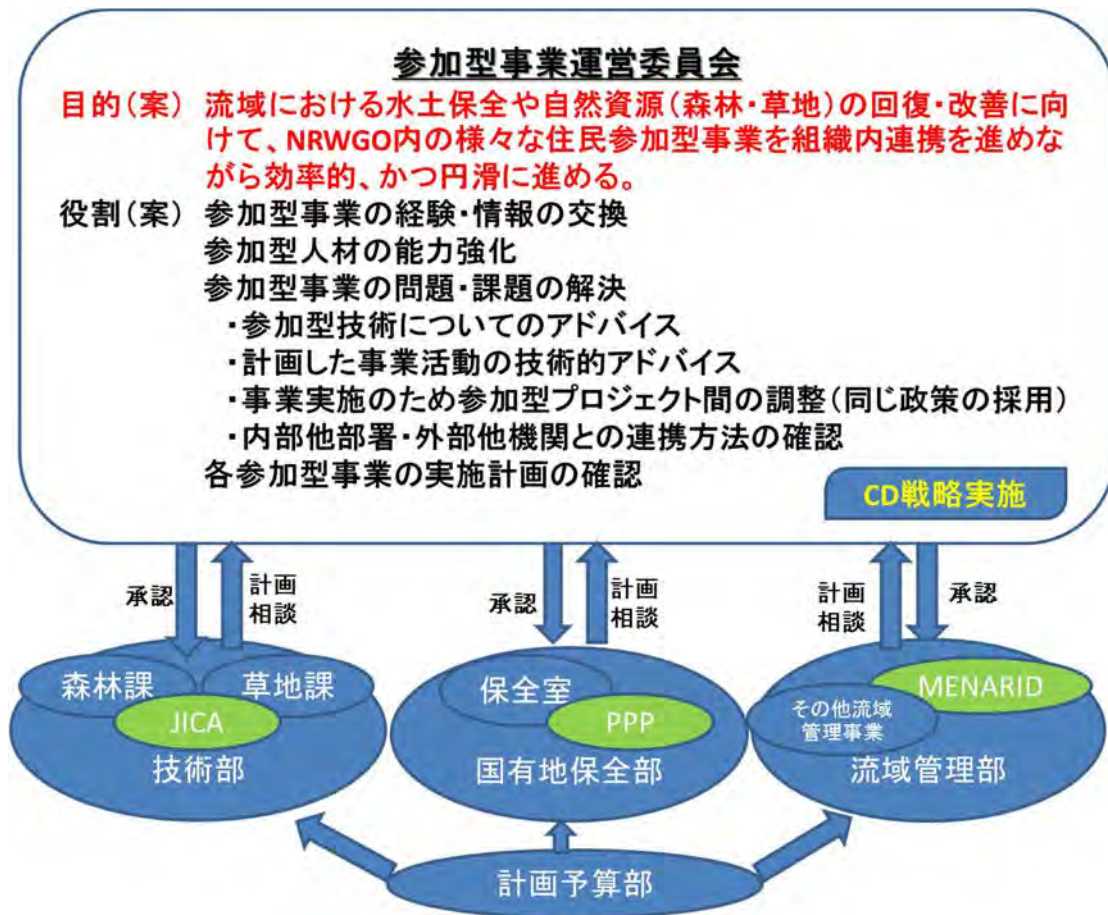 参加型事業運営委員会
目的(案) 流域における水土保全や自然資源(森林・草地)の回復・改善に向
けて、NRWGO内の様々な住民参加型事業を組織内連携を進めな
がら効率的、かつ円滑に進める。
役割(案) 参加型事業の経験・情報の交換
参加型人材の能力強化
参加型事業の問題・課題の解決
・参加型技術についてのアドバイス
・計画した事業活動の技術的アドバイス
・事業実施のため参加型プロジェクト間の調整(同じ政策の採用)
・内部他部署・外部他機関との連携方法の確認
各参加型事業の実施計画の確認
CD戦略実施
承認
計画
相談
承認
計画
相談
計画
相談
承認
森林課
草地課
JICA
技術部
保全室
PPP
国有地保全部
MENARID
その他流域
管理事業
流域管理部
計画予算部